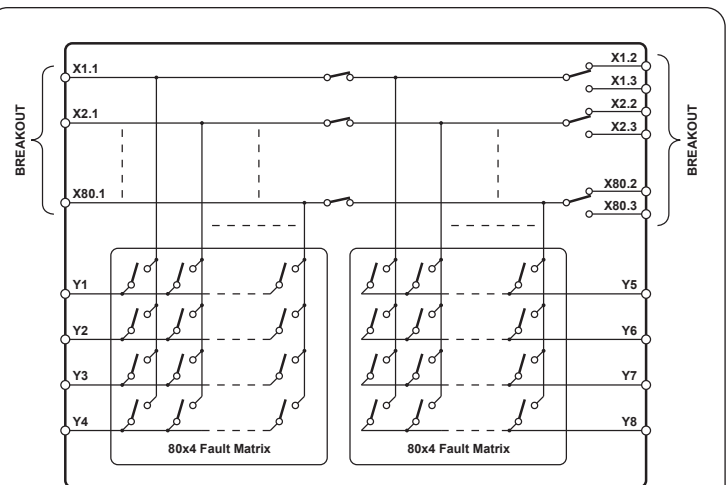 X1.1
X1.2
X1.3
X2.1
X2.2
X2.3
BREAKOUT
BREAKOUT
X80.1
X80.2
X80.3
Y1
Y5
Y2
Y6
Y3
Y7
Y4
Y8
80x4 Fault Matrix
80x4 Fault Matrix